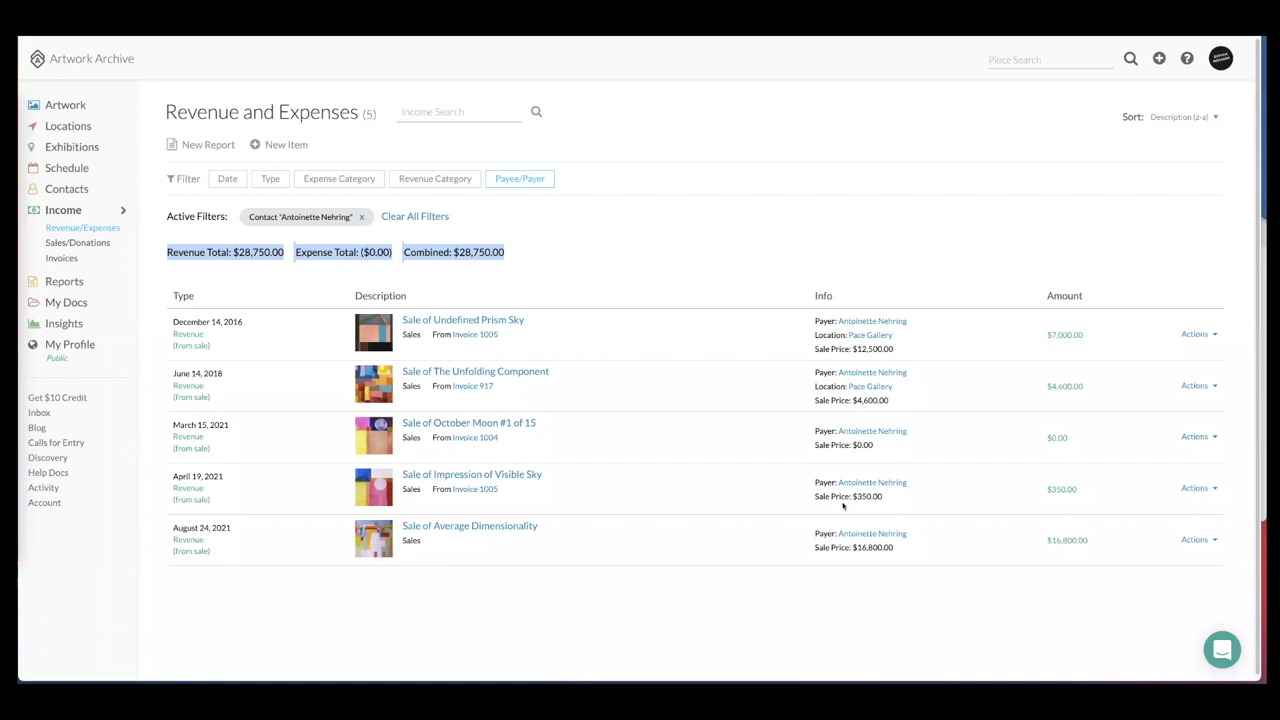 Artwork Archive
Piece Search
Artwork
Locations
Exhibitions
Schedule
Contacts
Income
Revenue/Expenses
Sales/Donations
Invoices
Reports
My Docs
Insights
My Profile
Public
Get $10 Credit
Inbox
Blog
Calls for Entry
Discovery
Help Docs
Activity
Account
Revenue and Expenses (5)
Income Search
Sort: Description (z-a)
New Report New Item
Filter Date Type Expense Category Revenue Category Payee/Payer
Active Filters: Contact "Antoinette Nehring" x Clear All Filters
Revenue Total: $28,750.00 Expense Total: ($0.00) Combined: $28,750.00
Type Description Info Amount
December 14, 2016
Revenue
(from sale)
Sale of Undefined Prism Sky
Sales From Invoice 1005
Payer: Antoinette Nehring
Location: Pace Gallery
Sale Price: $12,500.00
$7,000.00
Actions
June 14, 2018
Revenue
(from sale)
Sale of The Unfolding Component
Sales From Invoice 917
Payer: Antoinette Nehring
Location: Pace Gallery
Sale Price: $4,600.00
$4,600.00
Actions
March 15, 2021
Revenue
(from sale)
Sale of October Moon #1 of 15
Sales From Invoice 1004
Payer: Antoinette Nehring
Sale Price: $0.00
$0.00
Actions
April 19, 2021
Revenue
(from sale)
Sale of Impression of Visible Sky
Sales From Invoice 1005
Payer: Antoinette Nehring
Sale Price: $350.00
$350.00
Actions
August 24, 2021
Revenue
(from sale)
Sale of Average Dimensionality
Sales
Payer: Antoinette Nehring
Sale Price: $16,800.00
$16,800.00
Actions